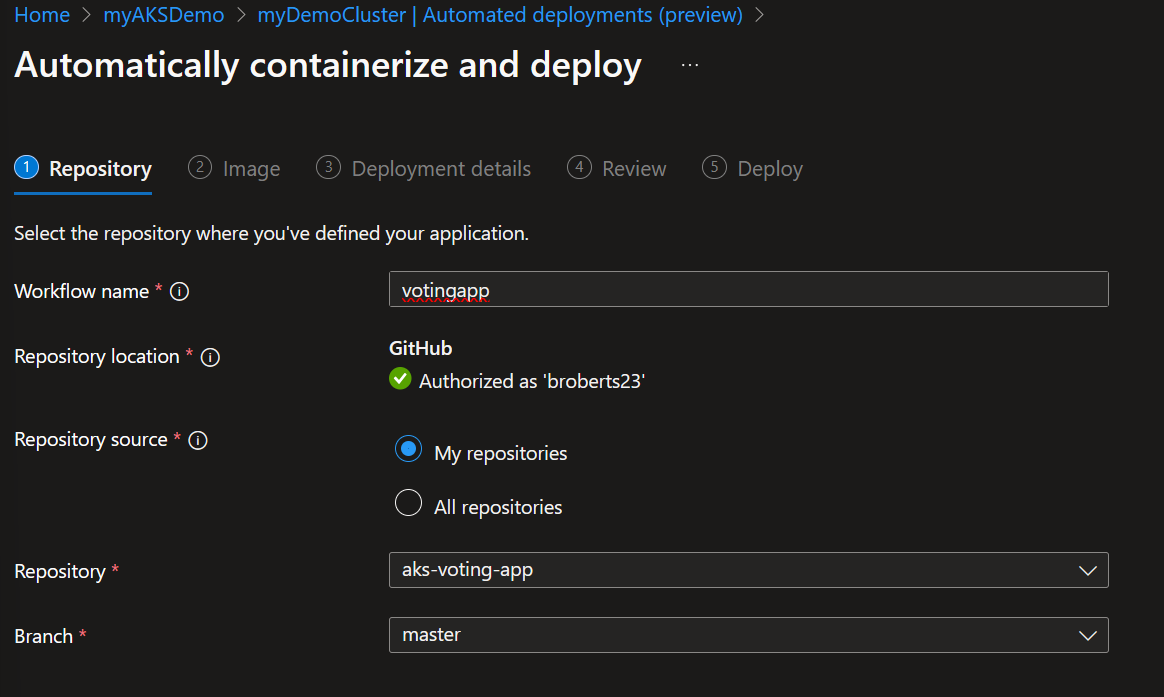 Home > myAKSDemo > myDemoCluster | Automated deployments (preview) >
Automatically containerize and deploy ...
1 Repository 2 Image 3 Deployment details 4 Review 5 Deploy
Select the repository where you've defined your application.
Workflow name * votingapp
Repository location * GitHub
Authorized as 'broberts23'
Repository source * My repositories
All repositories
Repository * aks-voting-app
Branch * master